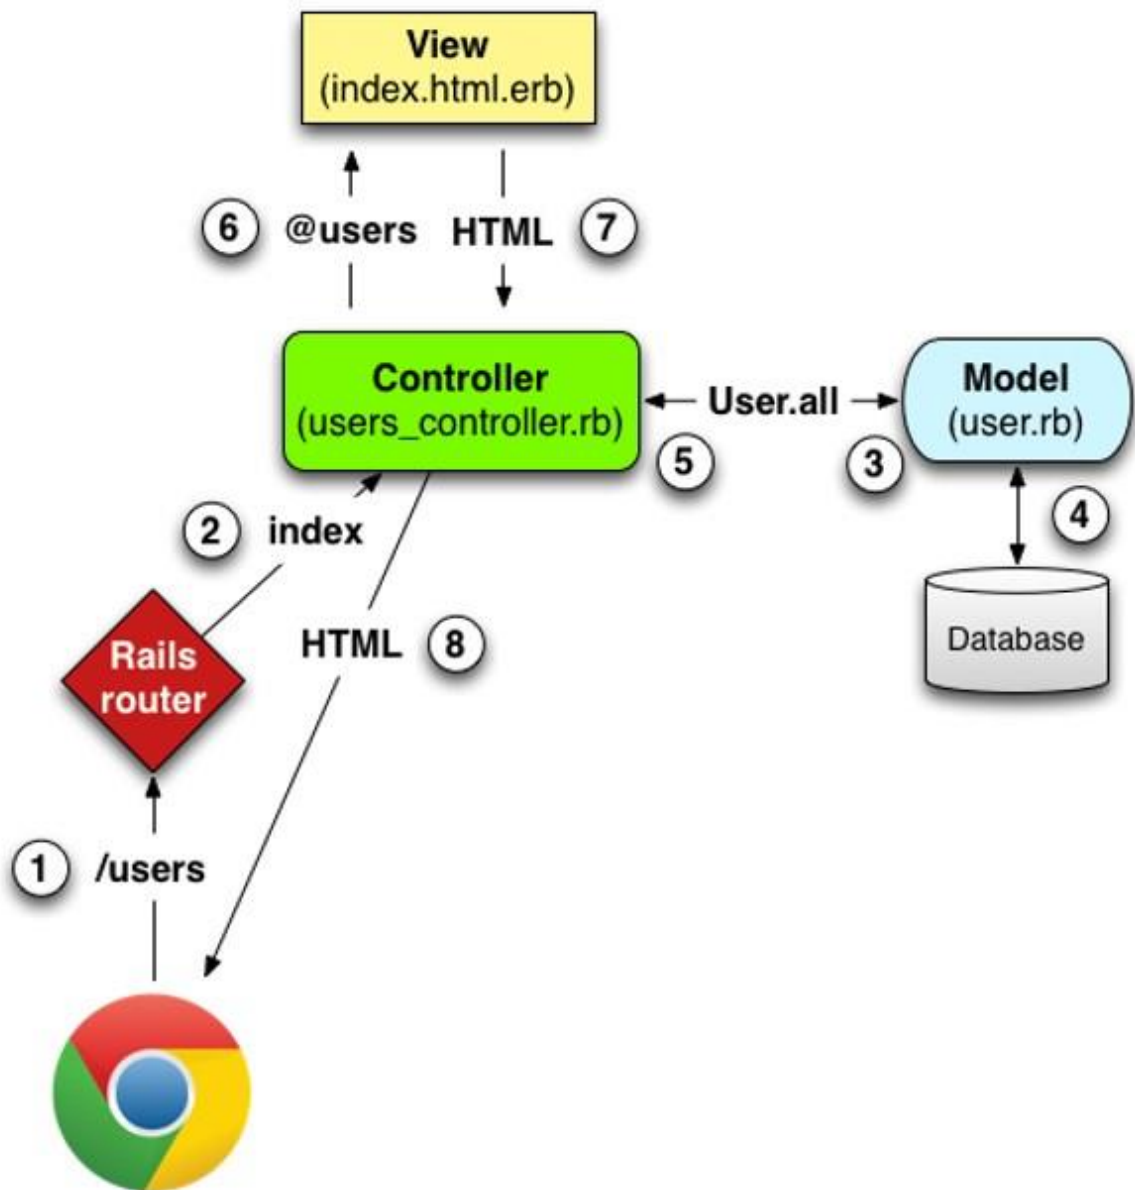 View
(index.html.erb)
6 @users HTML 7
Controller
(users_controller.rb)
User.all
Model
(user.rb)
5
3
2 index
4
Rails
router
HTML 8
Database
1 /users